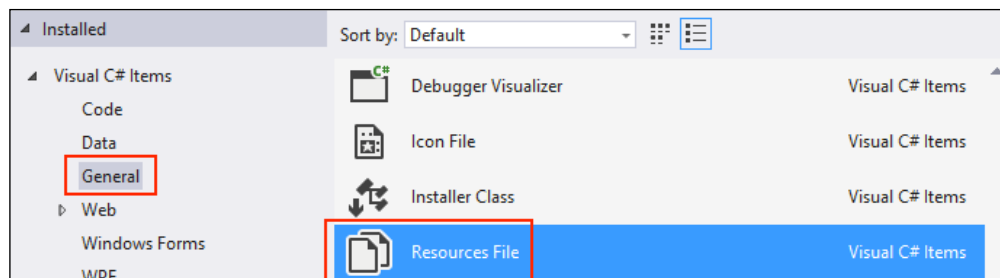 Installed
Sort by: Default
Visual C# Items
Code
Data
General
Web
Windows Forms
WPF
C#
Debugger Visualizer Visual C# Items
Icon File Visual C# Items
Installer Class Visual C# Items
Resources File Visual C# Items